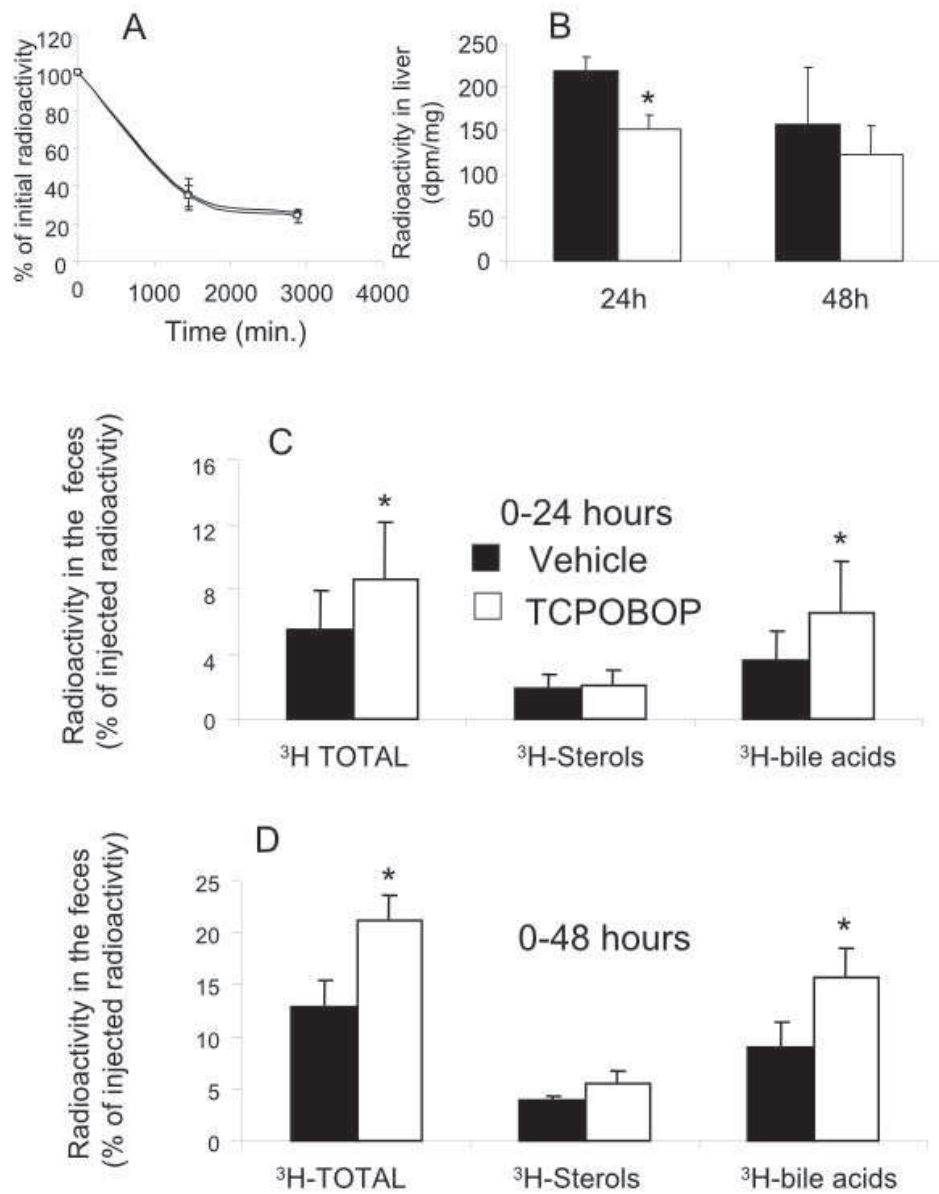 A
% of initial radioactivity
120
100
80
60
40
20
0
0 1000 2000 3000 4000
Time (min.)
B
Radioactivity in liver
(dpm/mg)
250
200
150
100
50
0
*
24h 48h
C
Radioactivity in the feces
(% of injected radioactivtiy)
16
12
8
4
0
*
*
0-24 hours
Vehicle
TCPOBOP
³H TOTAL ³H-Sterols ³H-bile acids
D
Radioactivity in the feces
(% of injected radioactivtiy)
25
20
15
10
5
0
*
*
0-48 hours
³H-TOTAL ³H-Sterols ³H-bile acids